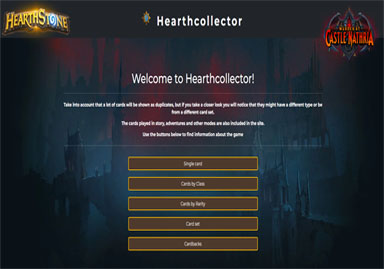 HEARTHSTONE
Hearthcollector
CASTLE NATHRIA
Welcome to Hearthcollector!
Take into account that a lot of cards will be shown as duplicates, but if you take a closer look you will notice that they might have a different type or be
from a different card set.
The cards played in story, adventures and other modes are also included in the site.
Use the buttons below to find information about the game
Single card
Cards by Class
Cards by Rarity
Card set
Cardbacks